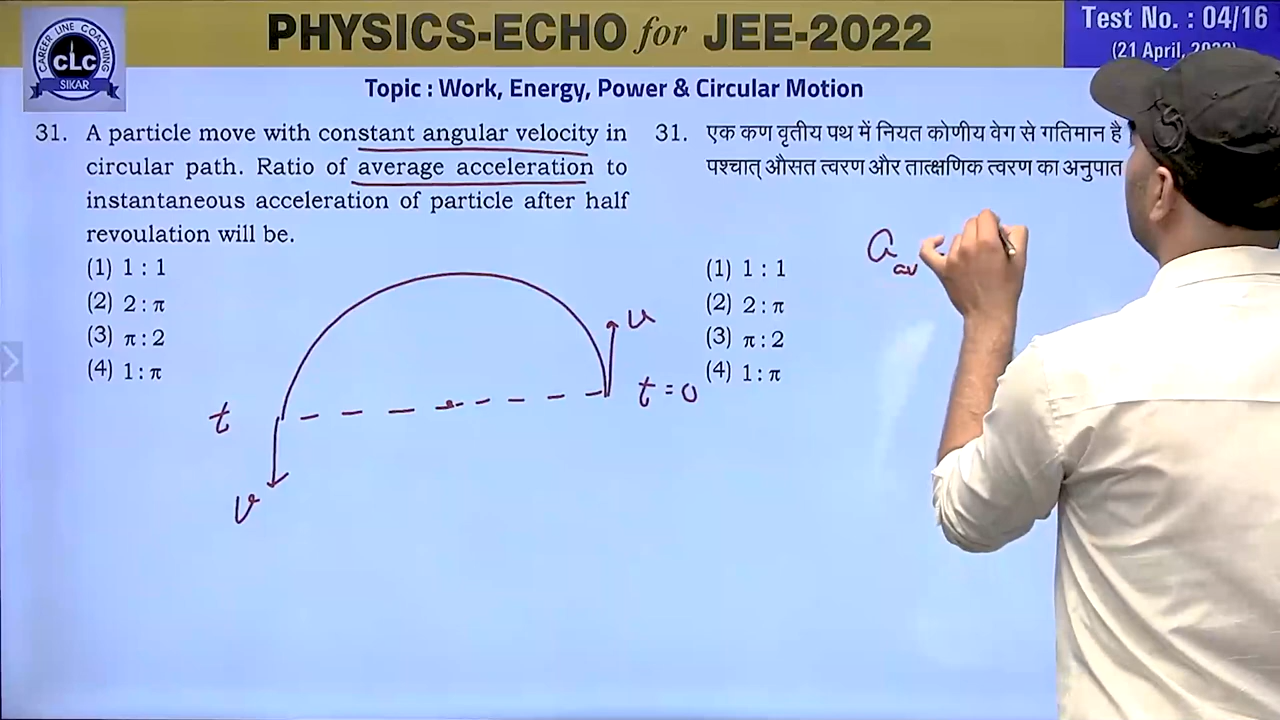 CAREER LINE COACHING
CLC
SIKAR
PHYSICS-ECHO for JEE-2022
Test No. : 04/16
(21 April, 2022)
Topic : Work, Energy, Power & Circular Motion
31. A particle move with constant angular velocity in
circular path. Ratio of average acceleration to
instantaneous acceleration of particle after half
revoulation will be.
(1) 1 : 1
(2) 2 : π
(3) π : 2
(4) 1 : π
31. एक कण वृतीय पथ में नियत कोणीय वेग से गतिमान है
पश्चात् औसत त्वरण और तात्क्षणिक त्वरण का अनुपात
(1) 1 : 1
(2) 2 : π
(3) π : 2
(4) 1 : π
a av
v
t = 0
t
v